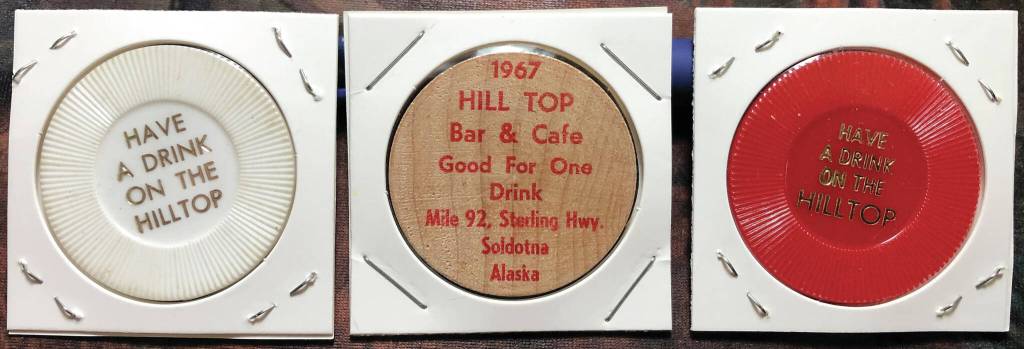 HAVE
A DRINK
ON THE
HILLTOP
1967
HILL TOP
Bar & Cafe
Good For One
Drink
Mile 92, Sterling Hwy.
Soldotna
Alaska
HAVE
A DRINK
ON THE
HILLTOP